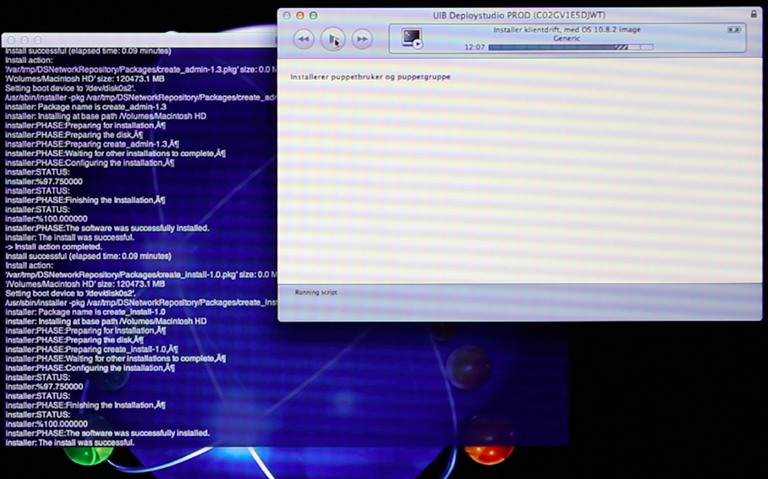 Install successful (elapsed time: 0.09 minutes)
Install action:
'/var/tmp/DSNetworkRepository/Packages/create_admin-1.3.pkg' size: 0.0 M
'/Volumes/Macintosh HD' size: 120473.1 MB
Setting boot device to '/dev/disk0s2'.
/usr/sbin/installer -pkg /var/tmp/DSNetworkRepository/Packages/create_ad
installer: Package name is create_admin-1.3
installer: Installing at base path /Volumes/Macintosh HD
installer:PHASE:Preparing for installation‚Ä¶
installer:PHASE:Preparing the disk‚Ä¶
installer:PHASE:Preparing create_admin-1.3‚Ä¶
installer:PHASE:Waiting for other installations to complete‚Ä¶
installer:PHASE:Configuring the installation‚Ä¶
installer:STATUS:
installer:%97.750000
installer:STATUS:
installer:PHASE:Finishing the Installation‚Ä¶
installer:STATUS:
installer:%100.000000
installer:PHASE:The software was successfully installed.
installer: The install was successful.
-> Install action completed.
Install successful (elapsed time: 0.09 minutes)
Install action:
'/var/tmp/DSNetworkRepository/Packages/create_install-1.0.pkg' size: 0.0 M
'/Volumes/Macintosh HD' size: 120473.1 MB
Setting boot device to '/dev/disk0s2'.
/usr/sbin/installer -pkg /var/tmp/DSNetworkRepository/Packages/create_ins
installer: Package name is create_install-1.0
installer: Installing at base path /Volumes/Macintosh HD
installer:PHASE:Preparing for installation‚Ä¶
installer:PHASE:Preparing the disk‚Ä¶
installer:PHASE:Preparing create_install-1.0‚Ä¶
installer:PHASE:Waiting for other installations to complete‚Ä¶
installer:PHASE:Configuring the installation‚Ä¶
installer:STATUS:
installer:%97.750000
installer:STATUS:
installer:PHASE:Finishing the Installation‚Ä¶
installer:STATUS:
installer:%100.000000
installer:PHASE:The software was successfully installed.
installer: The install was successful.
UIB Deploystudio PROD (C02GV1E5DJWT)
Installer klientdrift, med OS 10.8.2 image
Generic
12:07
Installerer puppetbruker og puppetgruppe
Running script